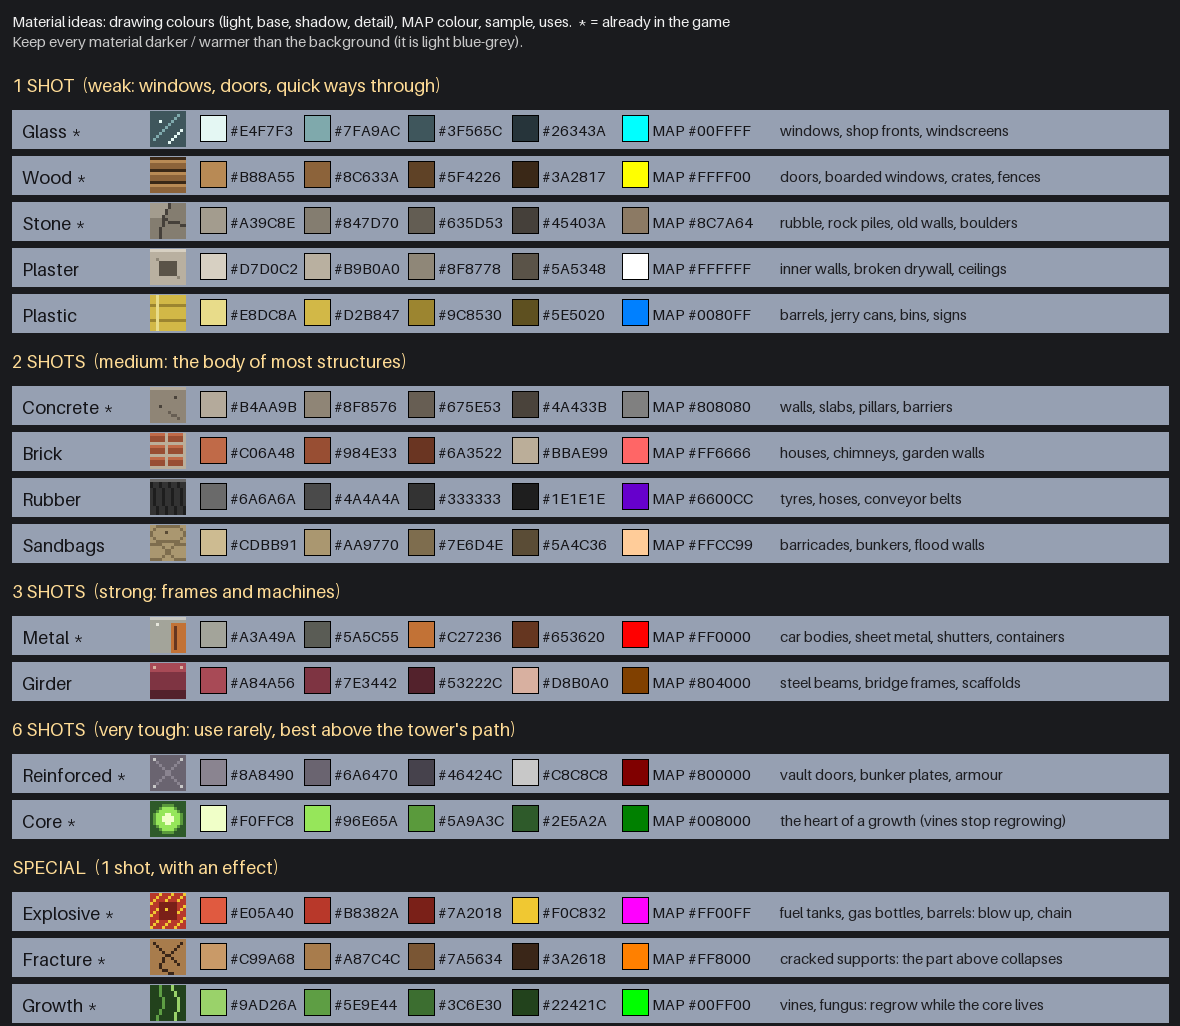 Material ideas: drawing colours (light, base, shadow, detail), MAP colour, sample, uses.  * = already in the game
Keep every material darker / warmer than the background (it is light blue-grey).
1 SHOT  (weak: windows, doors, quick ways through)
Glass * #E4F7F3 #7FA9AC #3F565C #26343A MAP #00FFFF windows, shop fronts, windscreens
Wood * #B88A55 #8C633A #5F4226 #3A2817 MAP #FFFF00 doors, boarded windows, crates, fences
Stone * #A39C8E #847D70 #635D53 #45403A MAP #8C7A64 rubble, rock piles, old walls, boulders
Plaster #D7D0C2 #B9B0A0 #8F8778 #5A5348 MAP #FFFFFF inner walls, broken drywall, ceilings
Plastic #E8DC8A #D2B847 #9C8530 #5E5020 MAP #0080FF barrels, jerry cans, bins, signs
2 SHOTS  (medium: the body of most structures)
Concrete * #B4AA9B #8F8576 #675E53 #4A433B MAP #808080 walls, slabs, pillars, barriers
Brick #C06A48 #984E33 #6A3522 #BBAE99 MAP #FF6666 houses, chimneys, garden walls
Rubber #6A6A6A #4A4A4A #333333 #1E1E1E MAP #6600CC tyres, hoses, conveyor belts
Sandbags #CDBB91 #AA9770 #7E6D4E #5A4C36 MAP #FFCC99 barricades, bunkers, flood walls
3 SHOTS  (strong: frames and machines)
Metal * #A3A49A #5A5C55 #C27236 #653620 MAP #FF0000 car bodies, sheet metal, shutters, containers
Girder #A84A56 #7E3442 #53222C #D8B0A0 MAP #804000 steel beams, bridge frames, scaffolds
6 SHOTS  (very tough: use rarely, best above the tower's path)
Reinforced * #8A8490 #6A6470 #46424C #C8C8C8 MAP #800000 vault doors, bunker plates, armour
Core * #F0FFC8 #96E65A #5A9A3C #2E5A2A MAP #008000 the heart of a growth (vines stop regrowing)
SPECIAL  (1 shot, with an effect)
Explosive * #E05A40 #B8382A #7A2018 #F0C832 MAP #FF00FF fuel tanks, gas bottles, barrels: blow up, chain
Fracture * #C99A68 #A87C4C #7A5634 #3A2618 MAP #FF8000 cracked supports: the part above collapses
Growth * #9AD26A #5E9E44 #3C6E30 #22421C MAP #00FF00 vines, fungus: regrow while the core lives